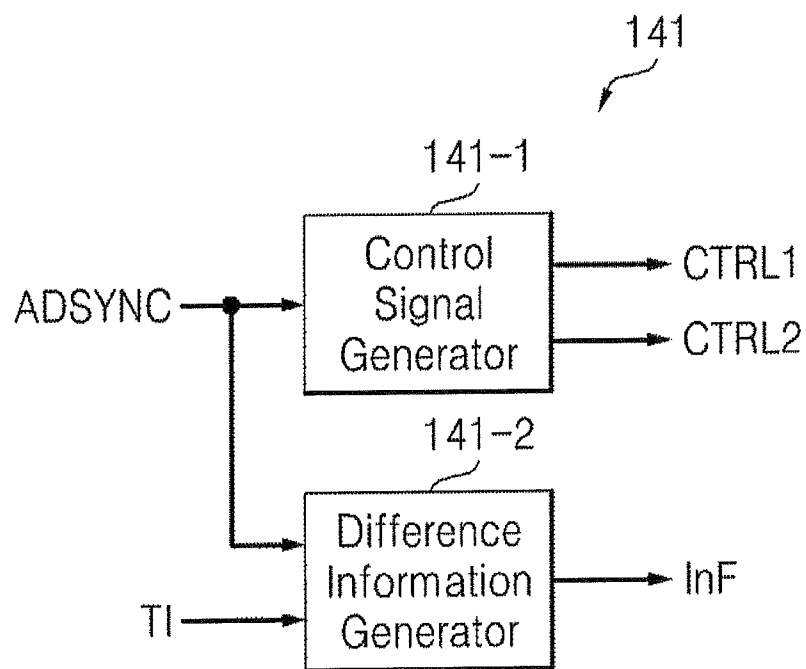 141
141-1
Control
Signal
Generator
ADSYNC
CTRL1
CTRL2
141-2
Difference
Information
Generator
TI
InF